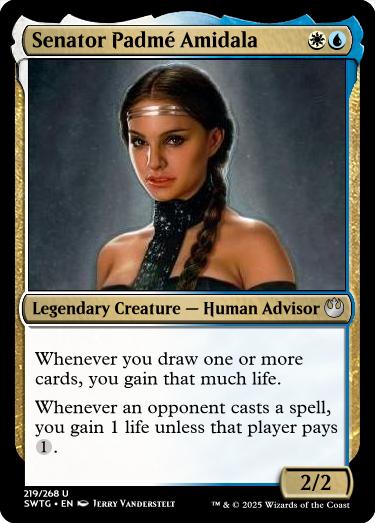 Senator Padmé Amidala
Legendary Creature — Human Advisor
Whenever you draw one or more
cards, you gain that much life.
Whenever an opponent casts a spell,
you gain 1 life unless that player pays
1.
2/2
219/268 U
SWTG • EN Jerry Vanderstelt
™ & © 2025 Wizards of the Coast